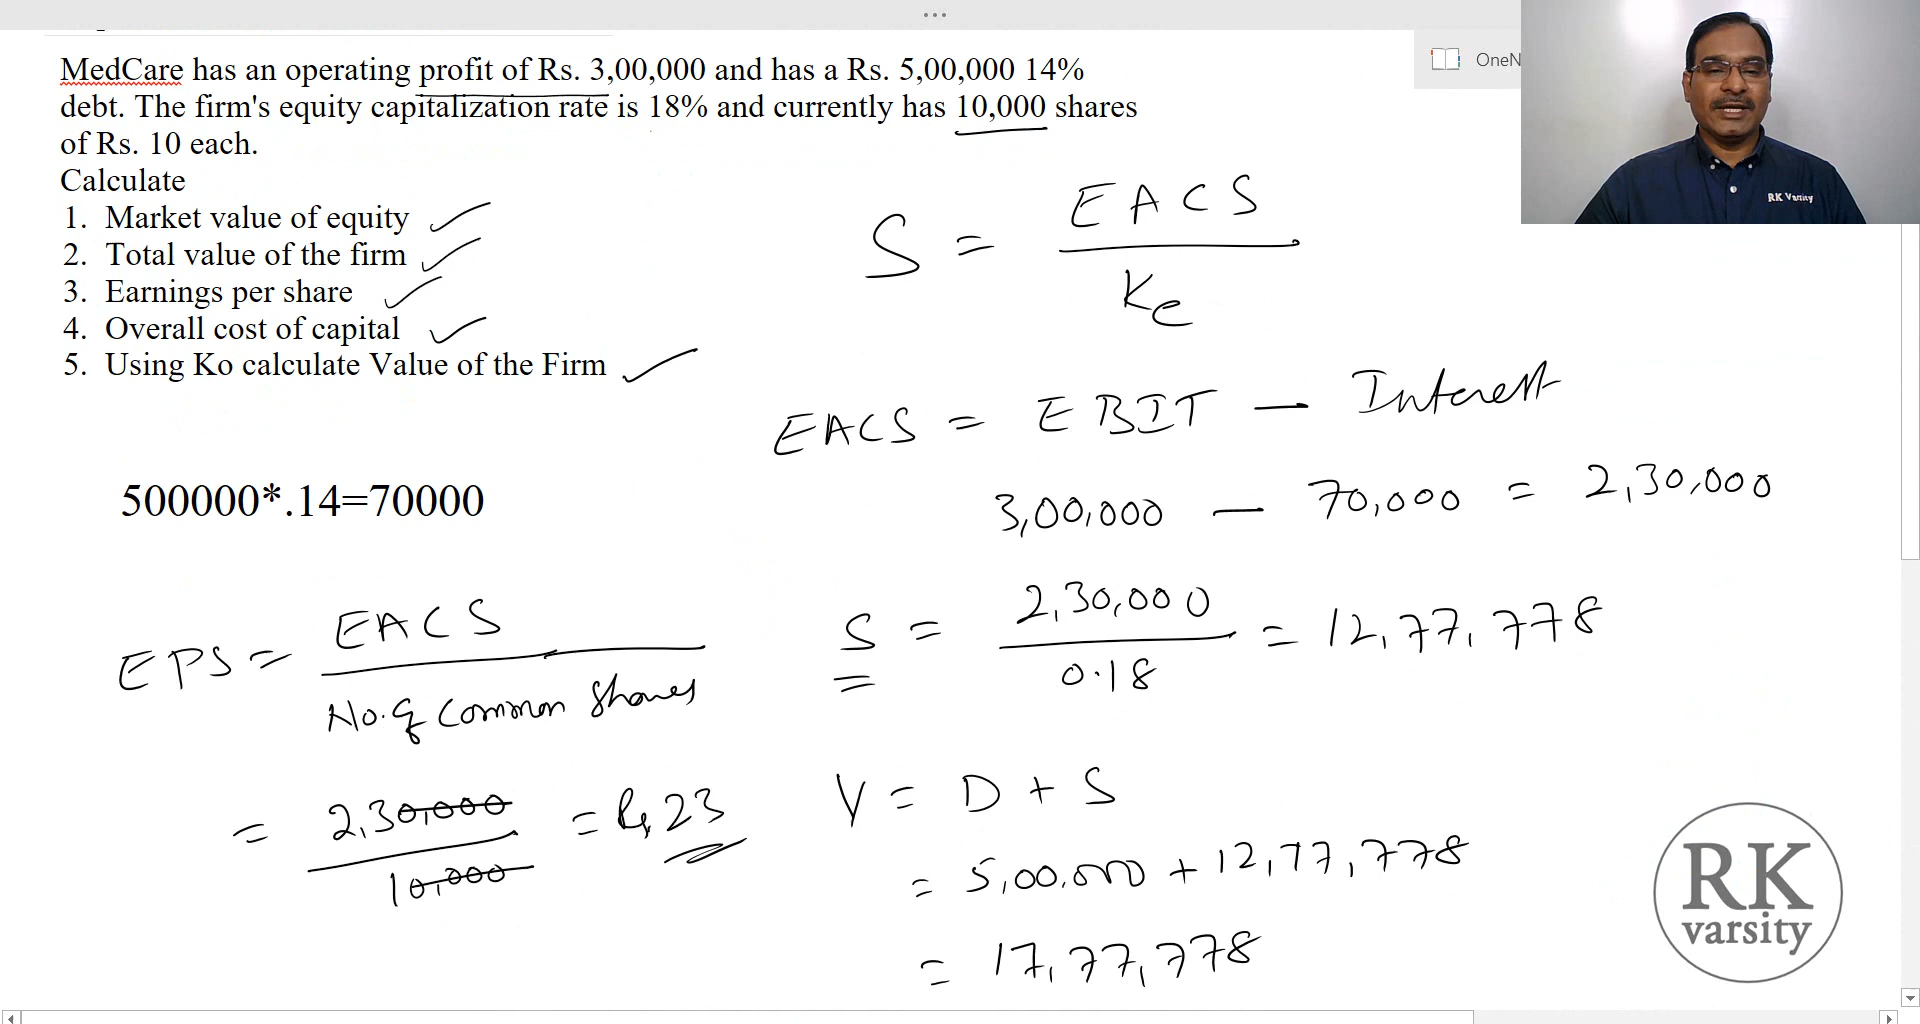 MedCare has an operating profit of Rs. 3,00,000 and has a Rs. 5,00,000 14%
debt. The firm's equity capitalization rate is 18% and currently has 10,000 shares
of Rs. 10 each.
Calculate
1. Market value of equity
2. Total value of the firm
3. Earnings per share
4. Overall cost of capital
5. Using Ko calculate Value of the Firm
OneN
RK Varsity
S = EACS
Ke
EACS = EBIT - Interest
3,00,000 - 70,000 = 2,30,000
500000*.14=70000
EPS = EACS
No. of common shares
= 2,30,000
10,000
= Rs. 23
S = 2,30,000
0.18
= 12,77,778
V = D + S
= 5,00,000 + 12,77,778
= 17,77,778
RK
varsity